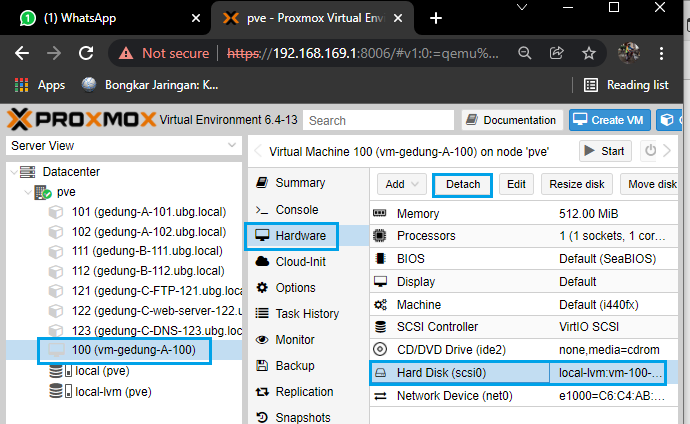 (1) WhatsApp
pve - Proxmox Virtual Envi
Not secure https://192.168.169.1:8006/#v1:0:=qemu%...
Apps Bongkar Jaringan: K... Reading list
PROXMOX Virtual Environment 6.4-13 Search Documentation Create VM
Server View
Virtual Machine 100 (vm-gedung-A-100) on node 'pve' Start
Datacenter
pve
101 (gedung-A-101.ubg.local)
102 (gedung-A-102.ubg.local)
111 (gedung-B-111.ubg.local)
112 (gedung-B-112.ubg.local)
121 (gedung-C-FTP-121.ubg.local)
122 (gedung-C-web-server-122.u
123 (gedung-C-DNS-123.ubg.loca
100 (vm-gedung-A-100)
local (pve)
local-lvm (pve)
Summary
Console
Hardware
Cloud-Init
Options
Task History
Monitor
Backup
Replication
Snapshots
Add Detach Edit Resize disk Move disk
Memory 512.00 MiB
Processors 1 (1 sockets, 1 cor...
BIOS Default (SeaBIOS)
Display Default
Machine Default (i440fx)
SCSI Controller VirtIO SCSI
CD/DVD Drive (ide2) none,media=cdrom
Hard Disk (scsi0) local-lvm:vm-100-...
Network Device (net0) e1000=C6:C4:AB:...